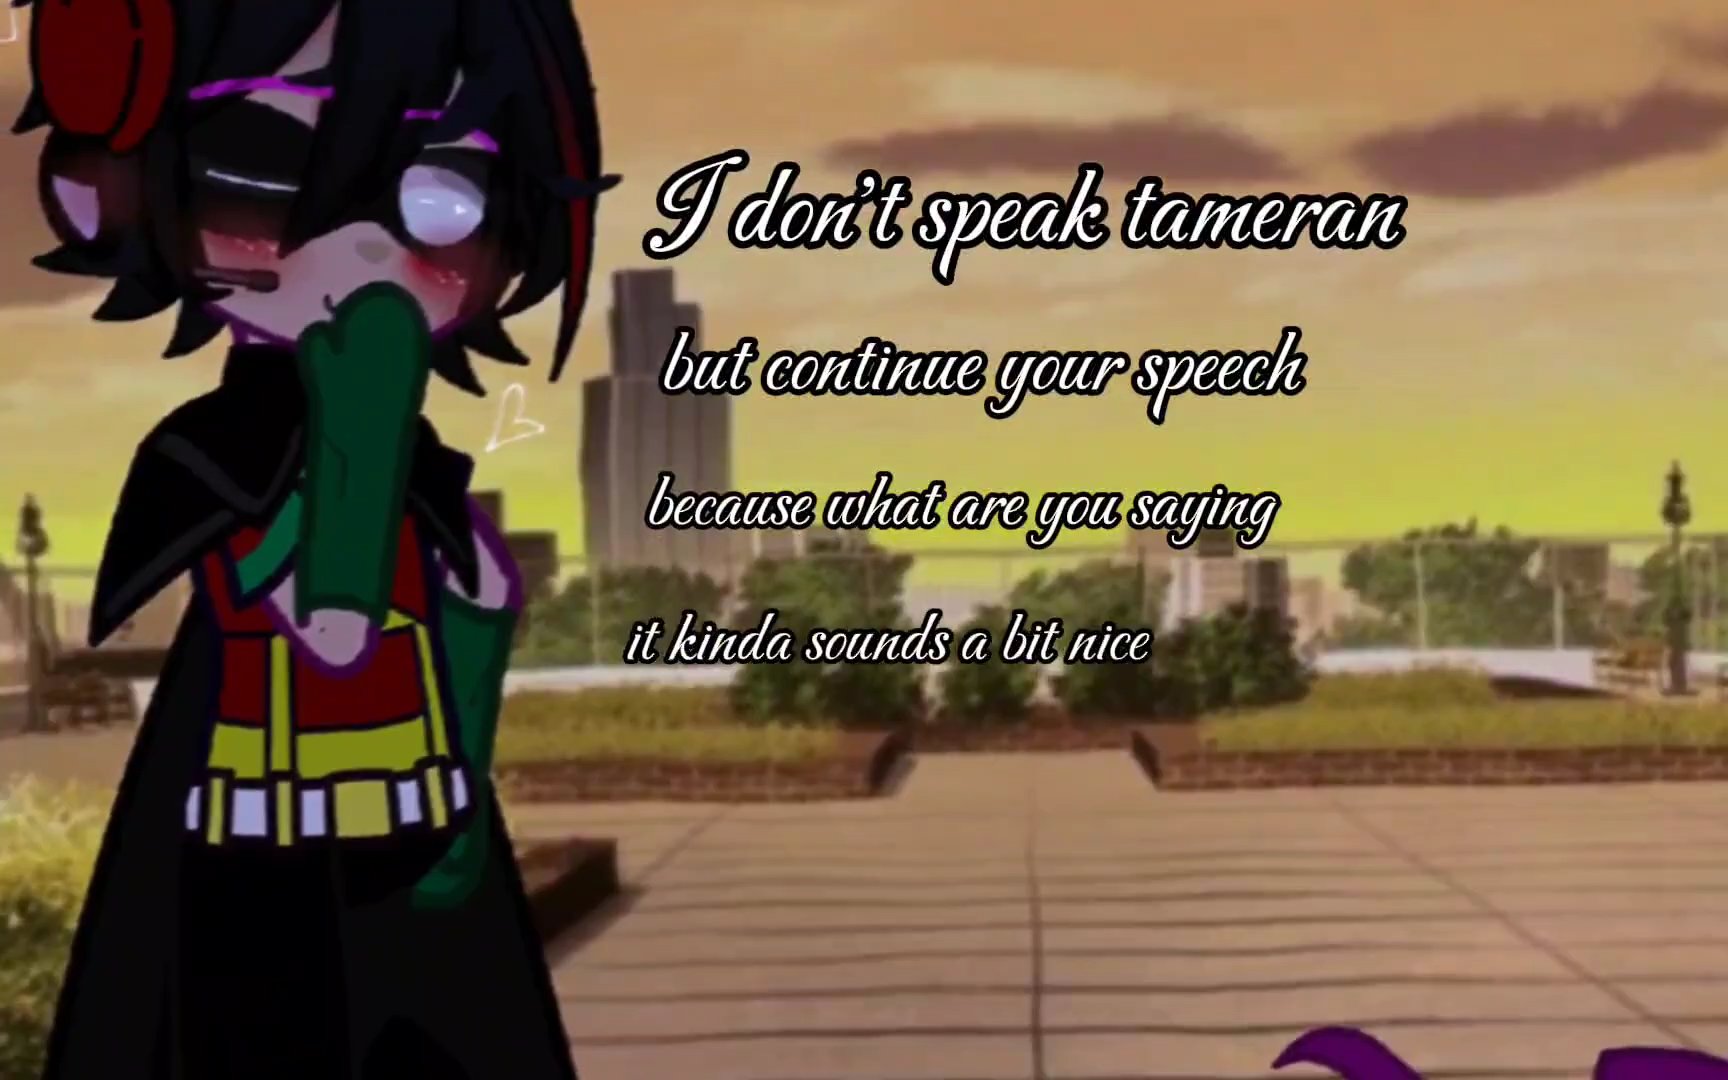 I don't speak tameran
but continue your speech
because what are you saying
it kinda sounds a bit nice